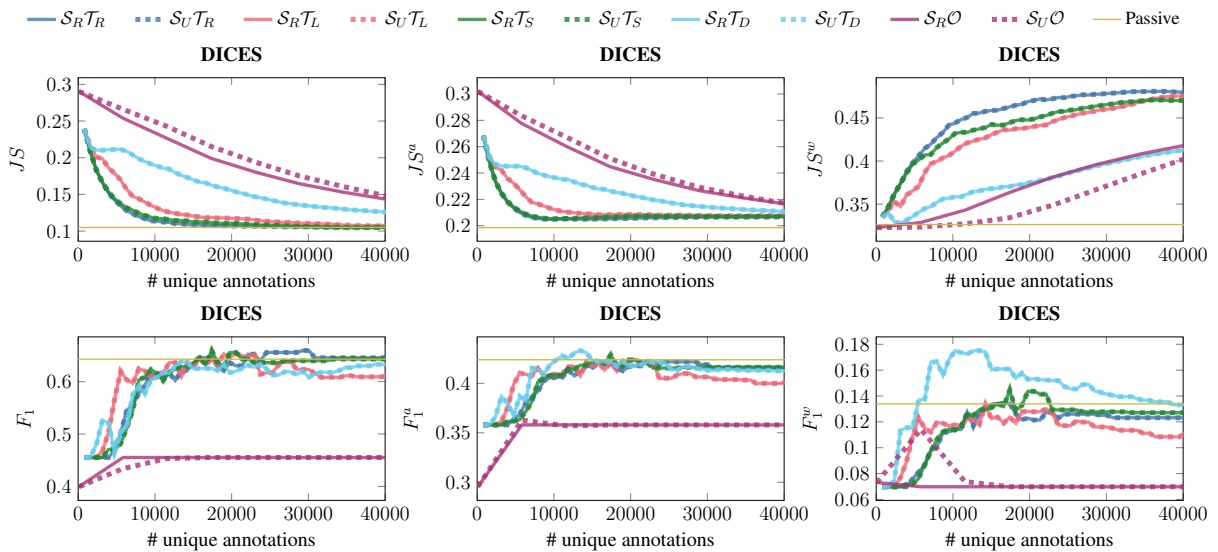 S_R T_R S_U T_R S_R T_L S_U T_L S_R T_S S_U T_S S_R T_D S_U T_D S_R O S_U O Passive
DICES DICES DICES
JS
0.3
0.25
0.2
0.15
0.1
0 10000 20000 30000 40000
# unique annotations
JS^a
0.3
0.28
0.26
0.24
0.22
0.2
0 10000 20000 30000 40000
# unique annotations
JS^w
0.45
0.4
0.35
0 10000 20000 30000 40000
# unique annotations
DICES DICES DICES
F_1
0.6
0.5
0.4
0 10000 20000 30000 40000
# unique annotations
F_1^a
0.4
0.35
0.3
0 10000 20000 30000 40000
# unique annotations
F_1^w
0.18
0.16
0.14
0.12
0.1
0.08
0.06
0 10000 20000 30000 40000
# unique annotations